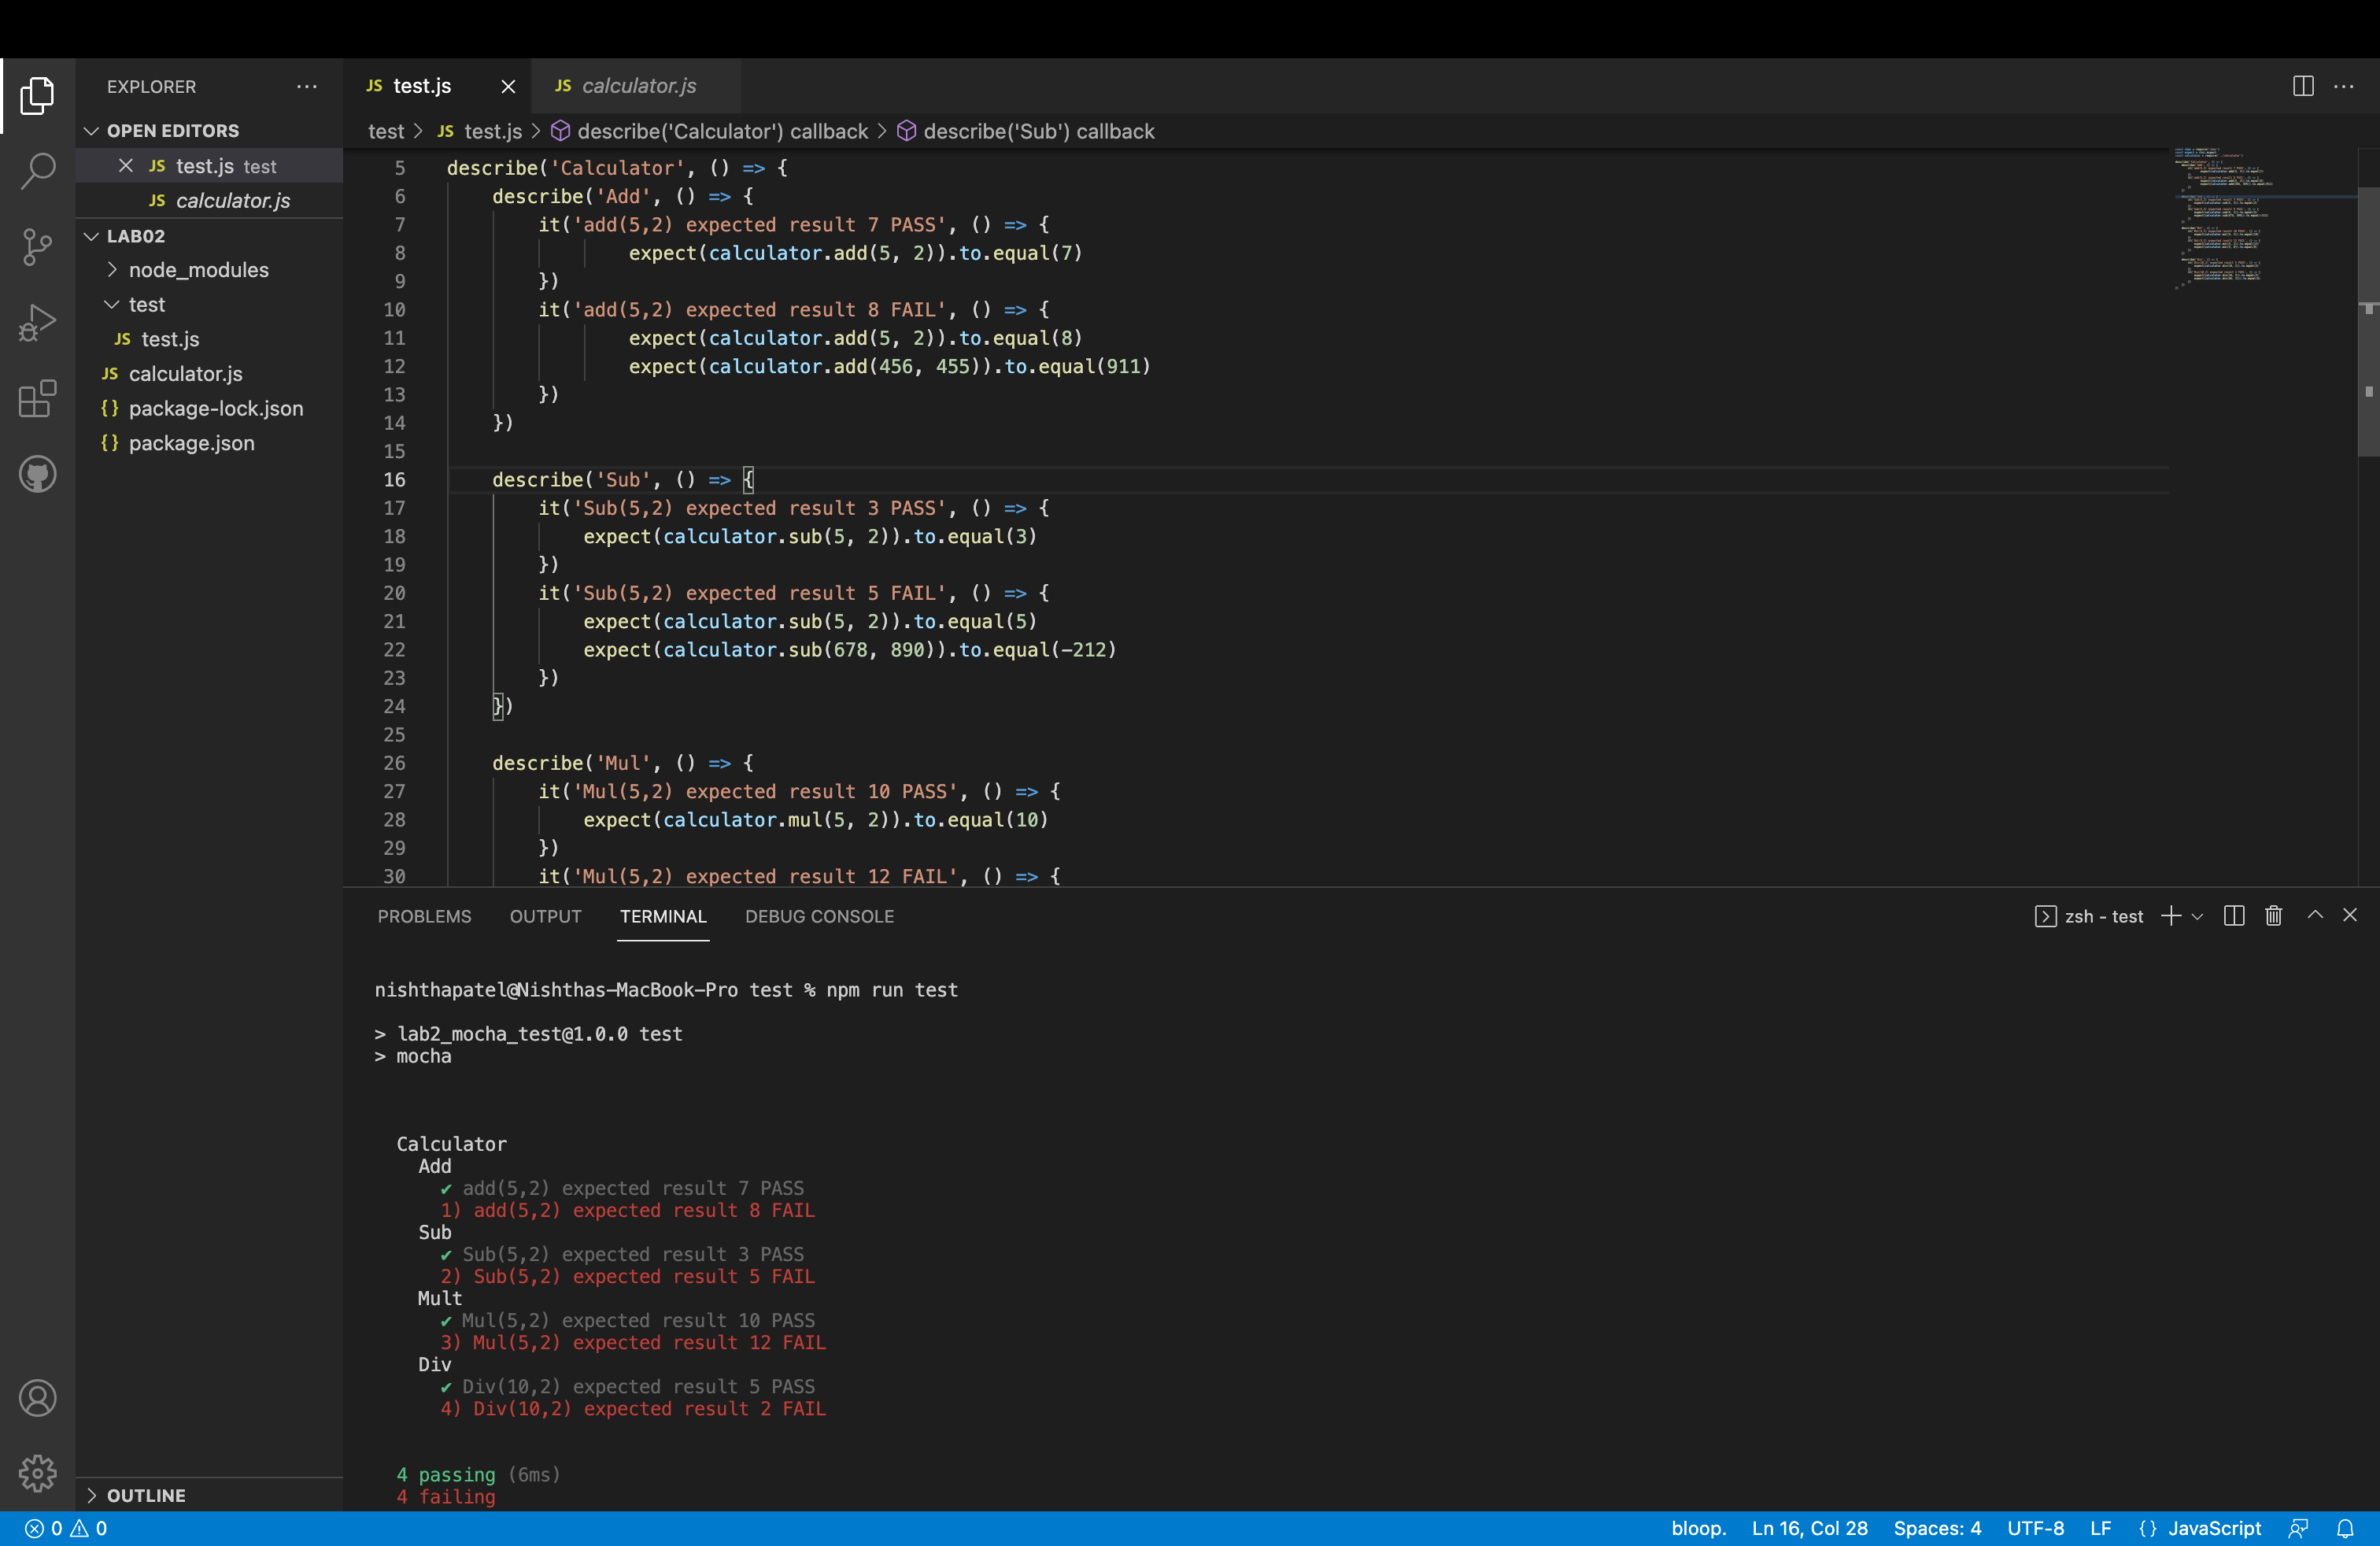 EXPLORER
OPEN EDITORS
JS test.js test
JS calculator.js
LAB02
node_modules
test
JS test.js
JS calculator.js
{} package-lock.json
{} package.json
OUTLINE
JS test.js
JS calculator.js
test > JS test.js > describe('Calculator') callback > describe('Sub') callback
5 describe('Calculator', () => {
6 describe('Add', () => {
7 it('add(5,2) expected result 7 PASS', () => {
8 expect(calculator.add(5, 2)).to.equal(7)
9 })
10 it('add(5,2) expected result 8 FAIL', () => {
11 expect(calculator.add(5, 2)).to.equal(8)
12 expect(calculator.add(456, 455)).to.equal(911)
13 })
14 })
15
16 describe('Sub', () => {
17 it('Sub(5,2) expected result 3 PASS', () => {
18 expect(calculator.sub(5, 2)).to.equal(3)
19 })
20 it('Sub(5,2) expected result 5 FAIL', () => {
21 expect(calculator.sub(5, 2)).to.equal(5)
22 expect(calculator.sub(678, 890)).to.equal(-212)
23 })
24 })
25
26 describe('Mul', () => {
27 it('Mul(5,2) expected result 10 PASS', () => {
28 expect(calculator.mul(5, 2)).to.equal(10)
29 })
30 it('Mul(5,2) expected result 12 FAIL', () => {
PROBLEMS OUTPUT TERMINAL DEBUG CONSOLE
zsh - test
nishthapatel@Nishthas-MacBook-Pro test % npm run test
> lab2_mocha_test@1.0.0 test
> mocha
Calculator
Add
✔ add(5,2) expected result 7 PASS
1) add(5,2) expected result 8 FAIL
Sub
✔ Sub(5,2) expected result 3 PASS
2) Sub(5,2) expected result 5 FAIL
Mult
✔ Mul(5,2) expected result 10 PASS
3) Mul(5,2) expected result 12 FAIL
Div
✔ Div(10,2) expected result 5 PASS
4) Div(10,2) expected result 2 FAIL
4 passing (6ms)
4 failing
0 0
bloop. Ln 16, Col 28 Spaces: 4 UTF-8 LF {} JavaScript